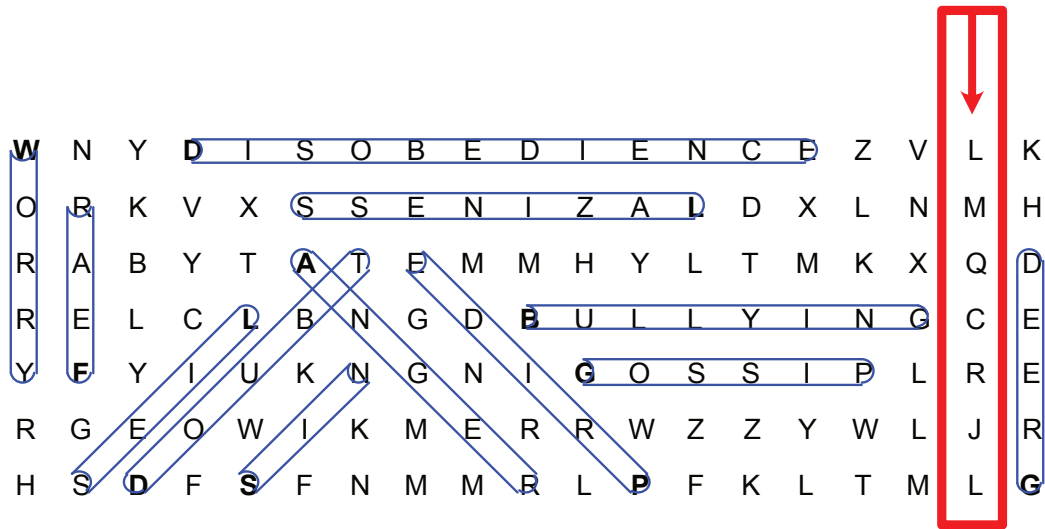 W N Y D I S O B E D I E N C E Z V L K
O R K V X S S E N I Z A L D X L N M H
R A B Y T A T E M M H Y L T M K X Q D
R E L C L B N G D B U L L Y I N G C E
Y F Y I U K N G N I G O S S I P L R E
R G E O W I K M E R R W Z Z Y W L J R
H S D F S F N M M R L P F K L T M L G